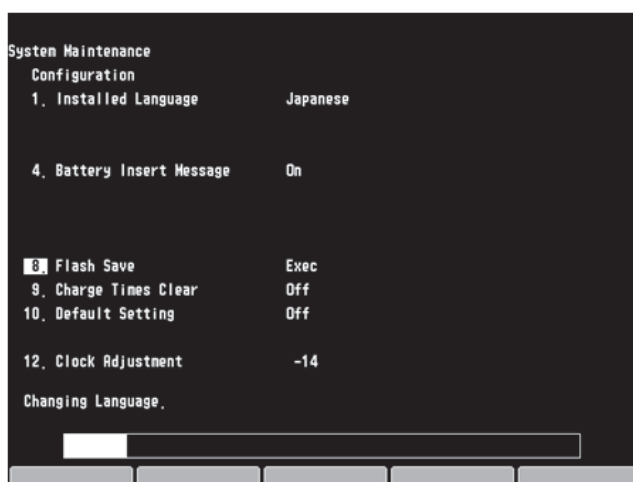 System Maintenance
Configuration
1. Installed Language Japanese
4. Battery Insert Message On
8. Flash Save Exec
9. Charge Times Clear Off
10. Default Setting Off
12. Clock Adjustment -14
Changing Language.